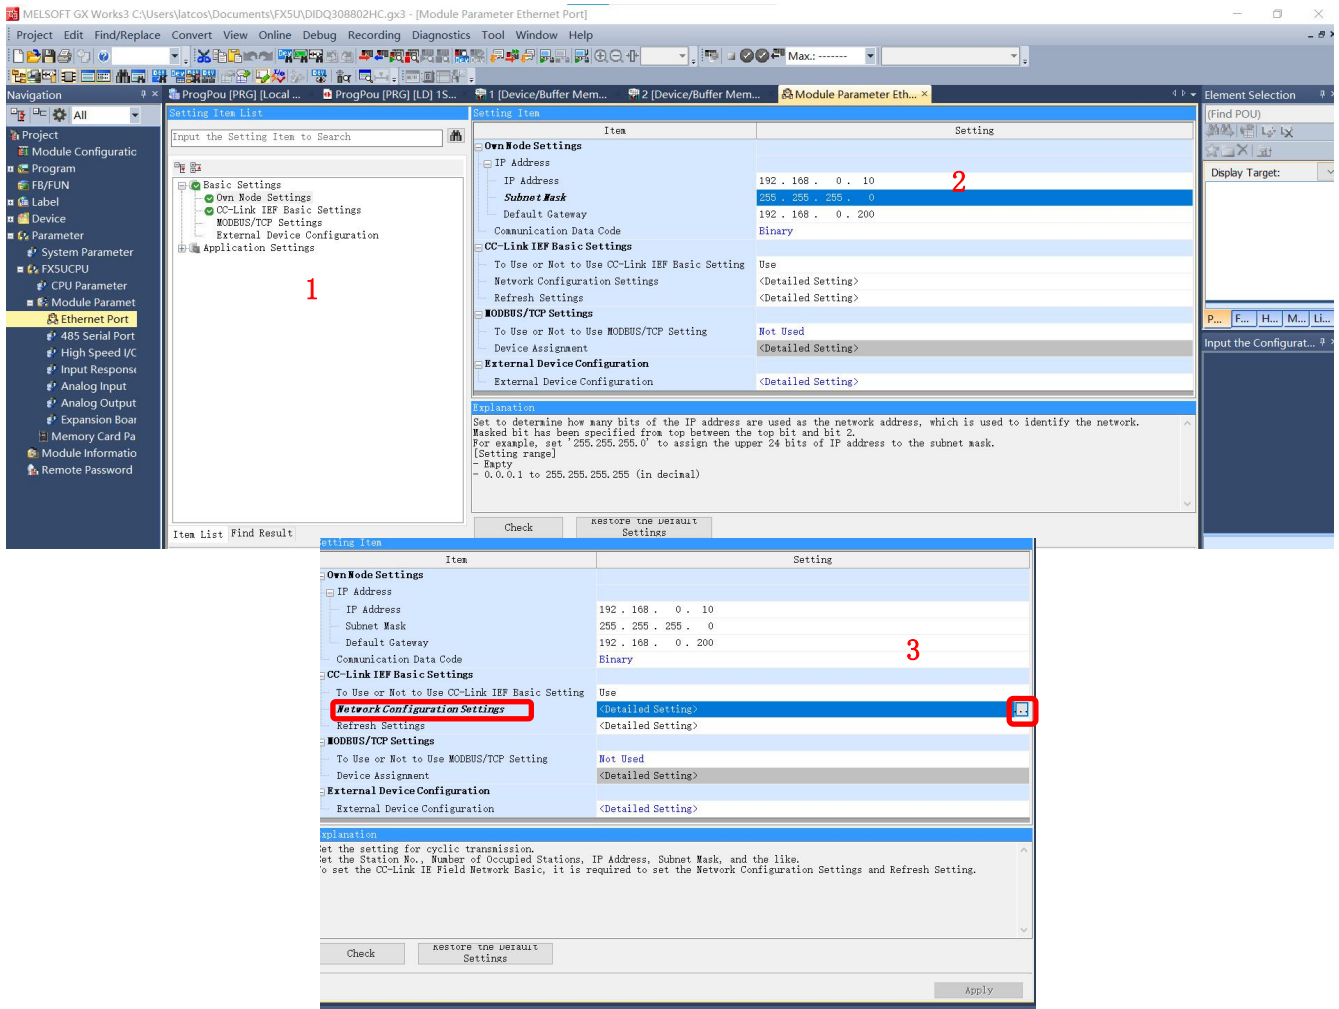 MELSOFT GX Works3 C:\Users\latcos\Documents\FX5U\DIDQ308802HC.gx3 - [Module Parameter Ethernet Port]
Project Edit Find/Replace Convert View Online Debug Recording Diagnostics Tool Window Help
Max.: -------
Navigation
ProgPou [PRG] [Local ...
ProgPou [PRG] [LD] 1S...
1 [Device/Buffer Mem...
2 [Device/Buffer Mem...
Module Parameter Eth...
Element Selection
All
Project
Module Configuratic
Program
FB/FUN
Label
Device
Parameter
System Parameter
FX5UCPU
CPU Parameter
Module Paramet
Ethernet Port
485 Serial Port
High Speed I/C
Input Response
Analog Input
Analog Output
Expansion Boar
Memory Card Pa
Module Informatio
Remote Password
Setting Item List
Input the Setting Item to Search
Basic Settings
Own Node Settings
CC-Link IEF Basic Settings
MODBUS/TCP Settings
External Device Configuration
Application Settings
1
Item List Find Result
Setting Item
Item Setting
Own Node Settings
IP Address
IP Address 192 . 168 . 0 . 10
2
Subnet Mask 255 . 255 . 255 . 0
Default Gateway 192 . 168 . 0 . 200
Communication Data Code Binary
CC-Link IEF Basic Settings
To Use or Not to Use CC-Link IEF Basic Setting Use
Network Configuration Settings <Detailed Setting>
Refresh Settings <Detailed Setting>
MODBUS/TCP Settings
To Use or Not to Use MODBUS/TCP Setting Not Used
Device Assignment <Detailed Setting>
External Device Configuration
External Device Configuration <Detailed Setting>
Explanation
Set to determine how many bits of the IP address are used as the network address, which is used to identify the network.
Masked bit has been specified from top between the top bit and bit 2.
For example, set '255.255.255.0' to assign the upper 24 bits of IP address to the subnet mask.
[Setting range]
- Empty
- 0.0.0.1 to 255.255.255.255 (in decimal)
Check
Restore the Default
Settings
(Find POU)
Display Target:
P... F... H... M... Li...
Input the Configurat...
etting Item
Item Setting
Own Node Settings
IP Address
IP Address 192 . 168 . 0 . 10
Subnet Mask 255 . 255 . 255 . 0
Default Gateway 192 . 168 . 0 . 200
3
Communication Data Code Binary
CC-Link IEF Basic Settings
To Use or Not to Use CC-Link IEF Basic Setting Use
Network Configuration Settings <Detailed Setting> ...
Refresh Settings <Detailed Setting>
MODBUS/TCP Settings
To Use or Not to Use MODBUS/TCP Setting Not Used
Device Assignment <Detailed Setting>
External Device Configuration
External Device Configuration <Detailed Setting>
xplanation
et the setting for cyclic transmission.
et the Station No., Number of Occupied Stations, IP Address, Subnet Mask, and the like.
o set the CC-Link IE Field Network Basic, it is required to set the Network Configuration Settings and Refresh Setting.
Check
Restore the Default
Settings
Apply